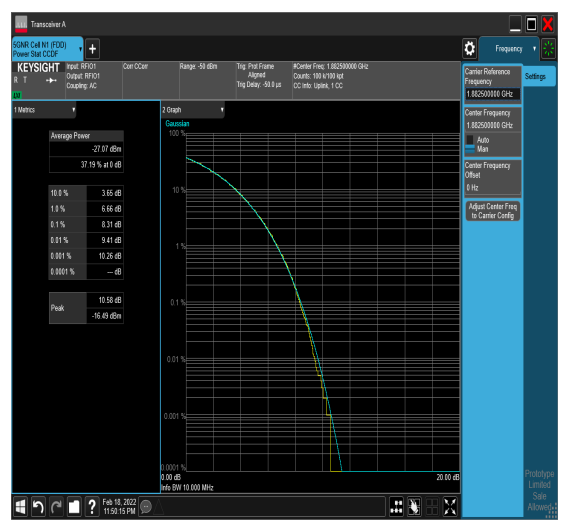 Transceiver A
5GNR Cell N1 (FDD)
Power Stat CCDF
+
Frequency
KEYSIGHT
R T
LXI
Input: RFIO1
Output: RFIO1
Coupling: AC
Corr CCorr
Range: -50 dBm
Trig: Prot Frame
Aligned
Trig Delay: -50.0 µs
#Center Freq: 1.882500000 GHz
Counts: 100 k/100 kpt
CC Info: Uplink, 1 CC
Carrier Reference
Frequency
1.882500000 GHz
Settings
Center Frequency
1.882500000 GHz
Auto
Man
Center Frequency
Offset
0 Hz
Adjust Center Freq
to Carrier Config
1 Metrics
Average Power
-27.07 dBm
37.19 % at 0 dB
10.0 % 3.65 dB
1.0 % 6.66 dB
0.1 % 8.31 dB
0.01 % 9.41 dB
0.001 % 10.26 dB
0.0001 % --- dB
Peak
10.58 dB
-16.49 dBm
2 Graph
Gaussian
100 %
10 %
1 %
0.1 %
0.01 %
0.001 %
0.0001 %
0.00 dB 20.00 dB
Info BW 10.000 MHz
Feb 18, 2022
11:50:15 PM
?
Prototype
Limited
Sale
Allowed